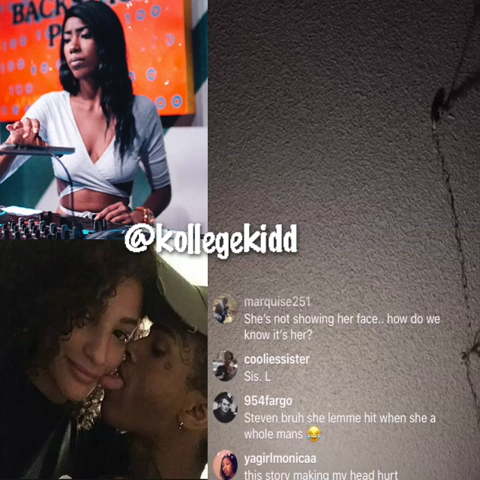 BACKS
P
@kollegekidd
marquise251
She's not showing her face.. how do we
know it's her?
cooliessister
Sis. L
954fargo
Steven bruh she lemme hit when she a
whole mans 😂
yagirlmonicaa
this story making my head hurt